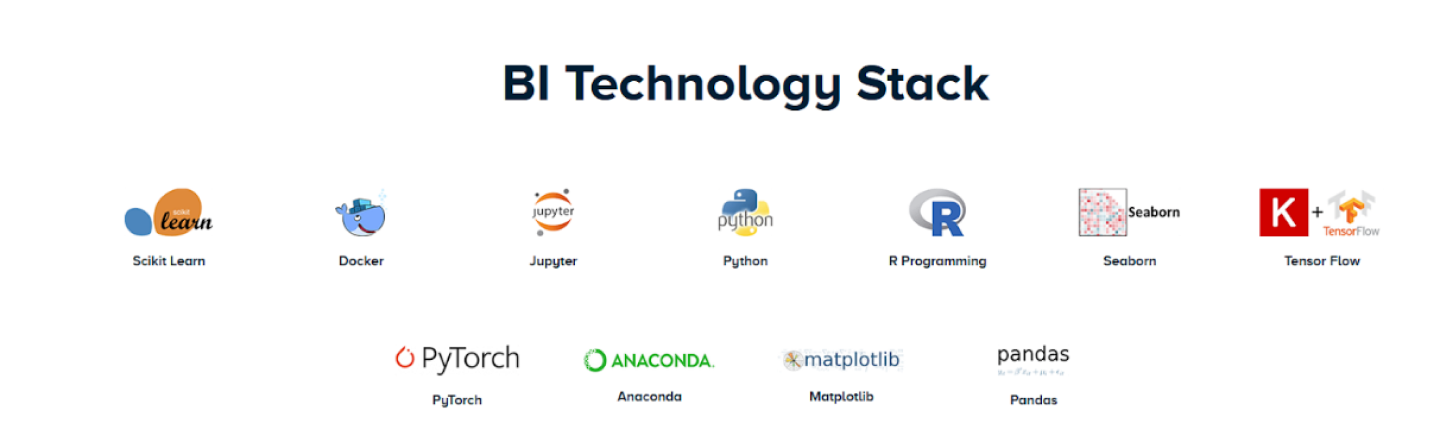 BI Technology Stack
scikit
learn
jupyter
python
R
Seaborn
K + TF
TensorFlow
Scikit Learn
Docker
Jupyter
Python
R Programming
Seaborn
Tensor Flow
PyTorch
ANACONDA.
matplotlib
pandas
PyTorch
Anaconda
Matplotlib
Pandas